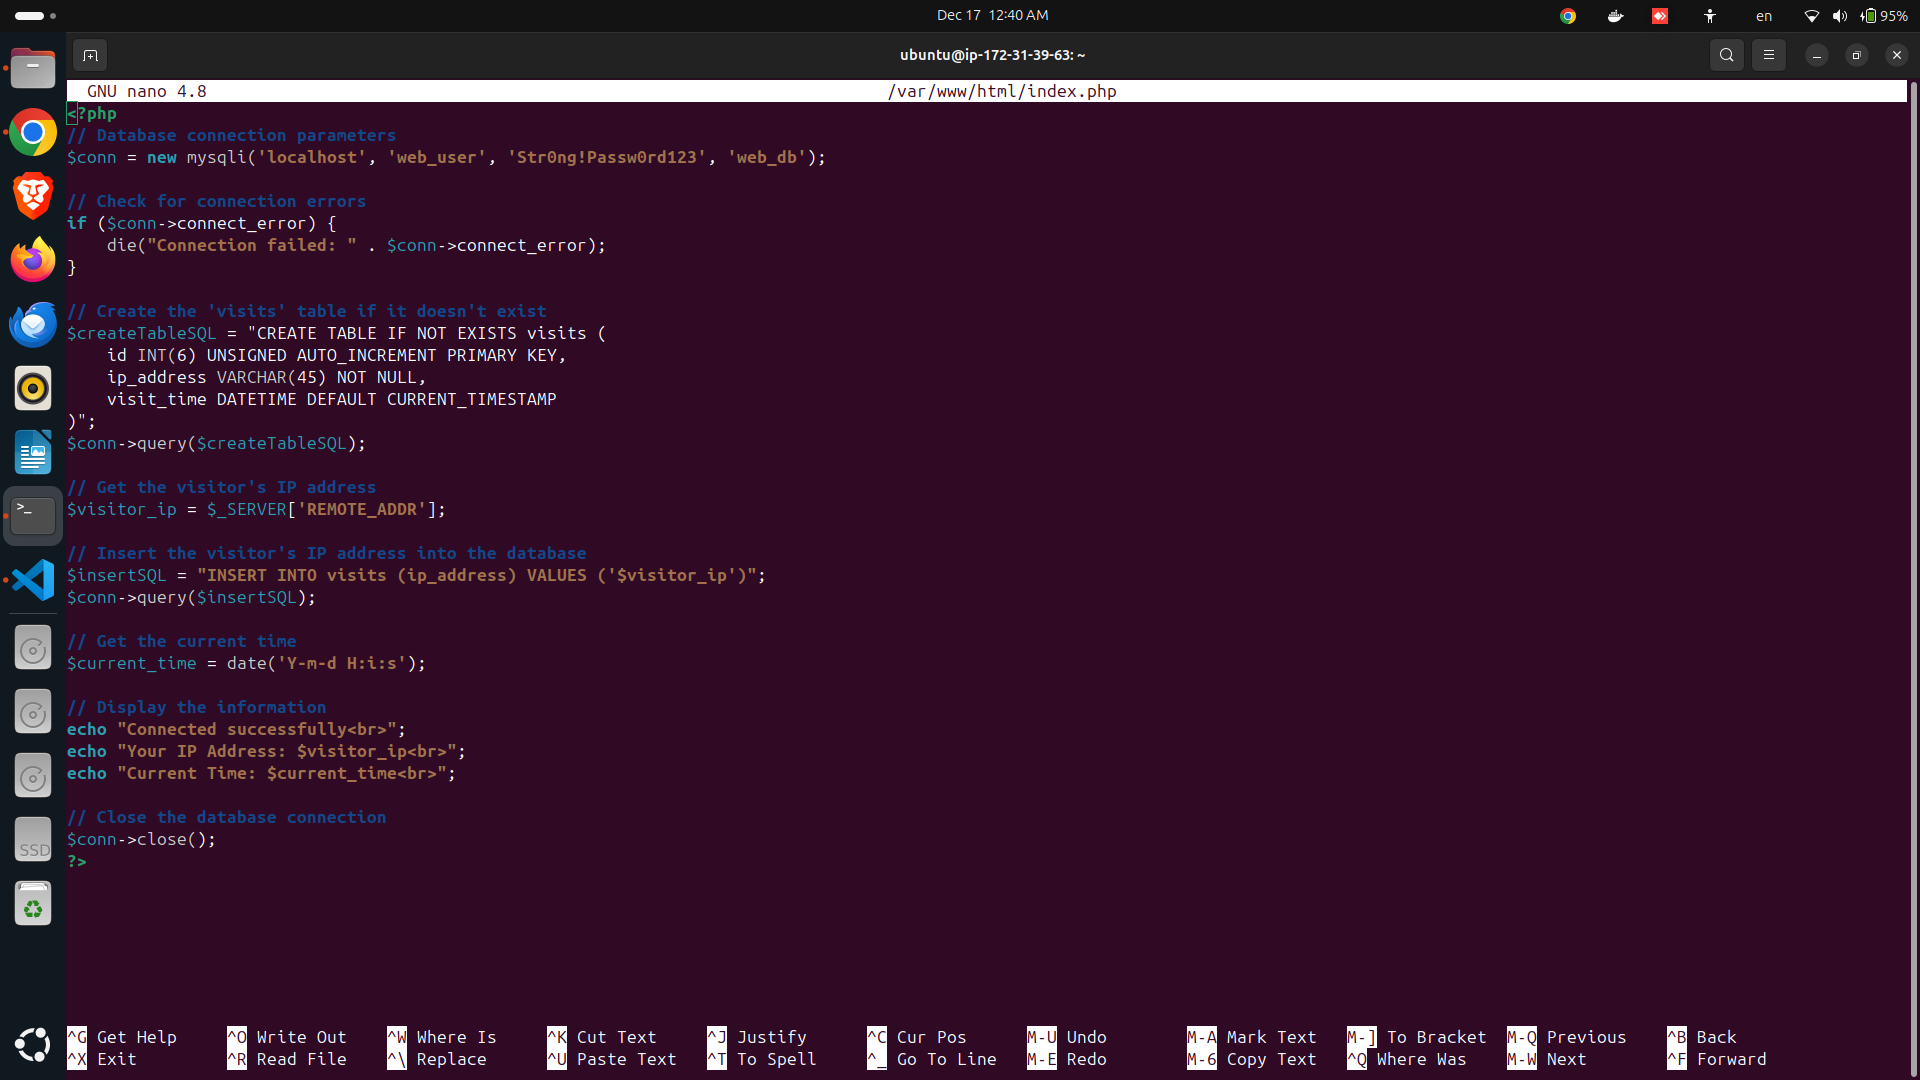 Dec 17 12:40 AM
en
95%
ubuntu@ip-172-31-39-63: ~
GNU nano 4.8 /var/www/html/index.php
<?php
// Database connection parameters
$conn = new mysqli('localhost', 'web_user', 'Str0ng!Passw0rd123', 'web_db');

// Check for connection errors
if ($conn->connect_error) {
    die("Connection failed: " . $conn->connect_error);
}

// Create the 'visits' table if it doesn't exist
$createTableSQL = "CREATE TABLE IF NOT EXISTS visits (
    id INT(6) UNSIGNED AUTO_INCREMENT PRIMARY KEY,
    ip_address VARCHAR(45) NOT NULL,
    visit_time DATETIME DEFAULT CURRENT_TIMESTAMP
)";
$conn->query($createTableSQL);

// Get the visitor's IP address
$visitor_ip = $_SERVER['REMOTE_ADDR'];

// Insert the visitor's IP address into the database
$insertSQL = "INSERT INTO visits (ip_address) VALUES ('$visitor_ip')";
$conn->query($insertSQL);

// Get the current time
$current_time = date('Y-m-d H:i:s');

// Display the information
echo "Connected successfully<br>";
echo "Your IP Address: $visitor_ip<br>";
echo "Current Time: $current_time<br>";

// Close the database connection
$conn->close();
?>
SSD
^G Get Help ^O Write Out ^W Where Is ^K Cut Text ^J Justify ^C Cur Pos M-U Undo M-A Mark Text M-] To Bracket M-Q Previous ^B Back
^X Exit ^R Read File ^\ Replace ^U Paste Text ^T To Spell ^_ Go To Line M-E Redo M-6 Copy Text ^Q Where Was M-W Next ^F Forward